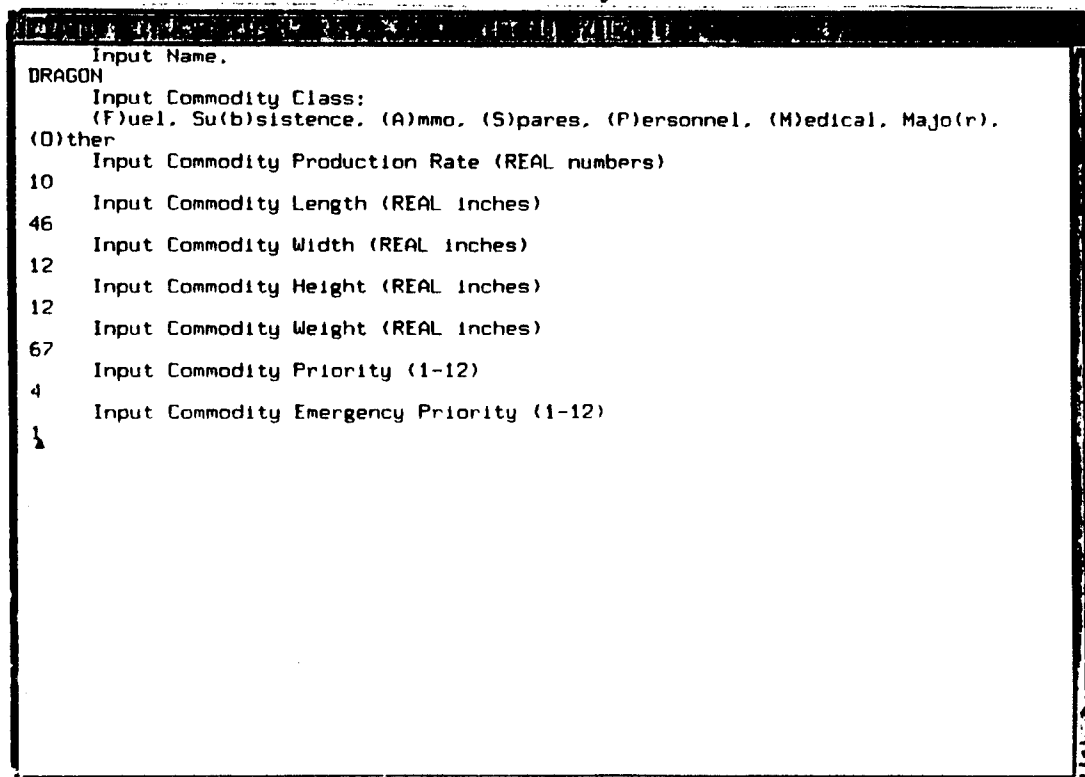 Input Name.
DRAGON
Input Commodity Class:
(F)uel. Su(b)sistence. (A)mmo. (S)pares. (P)ersonnel. (M)edical. Majo(r).
(O)ther
Input Commodity Production Rate (REAL numbers)
10
Input Commodity Length (REAL inches)
46
Input Commodity Width (REAL inches)
12
Input Commodity Height (REAL inches)
12
Input Commodity Weight (REAL inches)
67
Input Commodity Priority (1-12)
4
Input Commodity Emergency Priority (1-12)
1